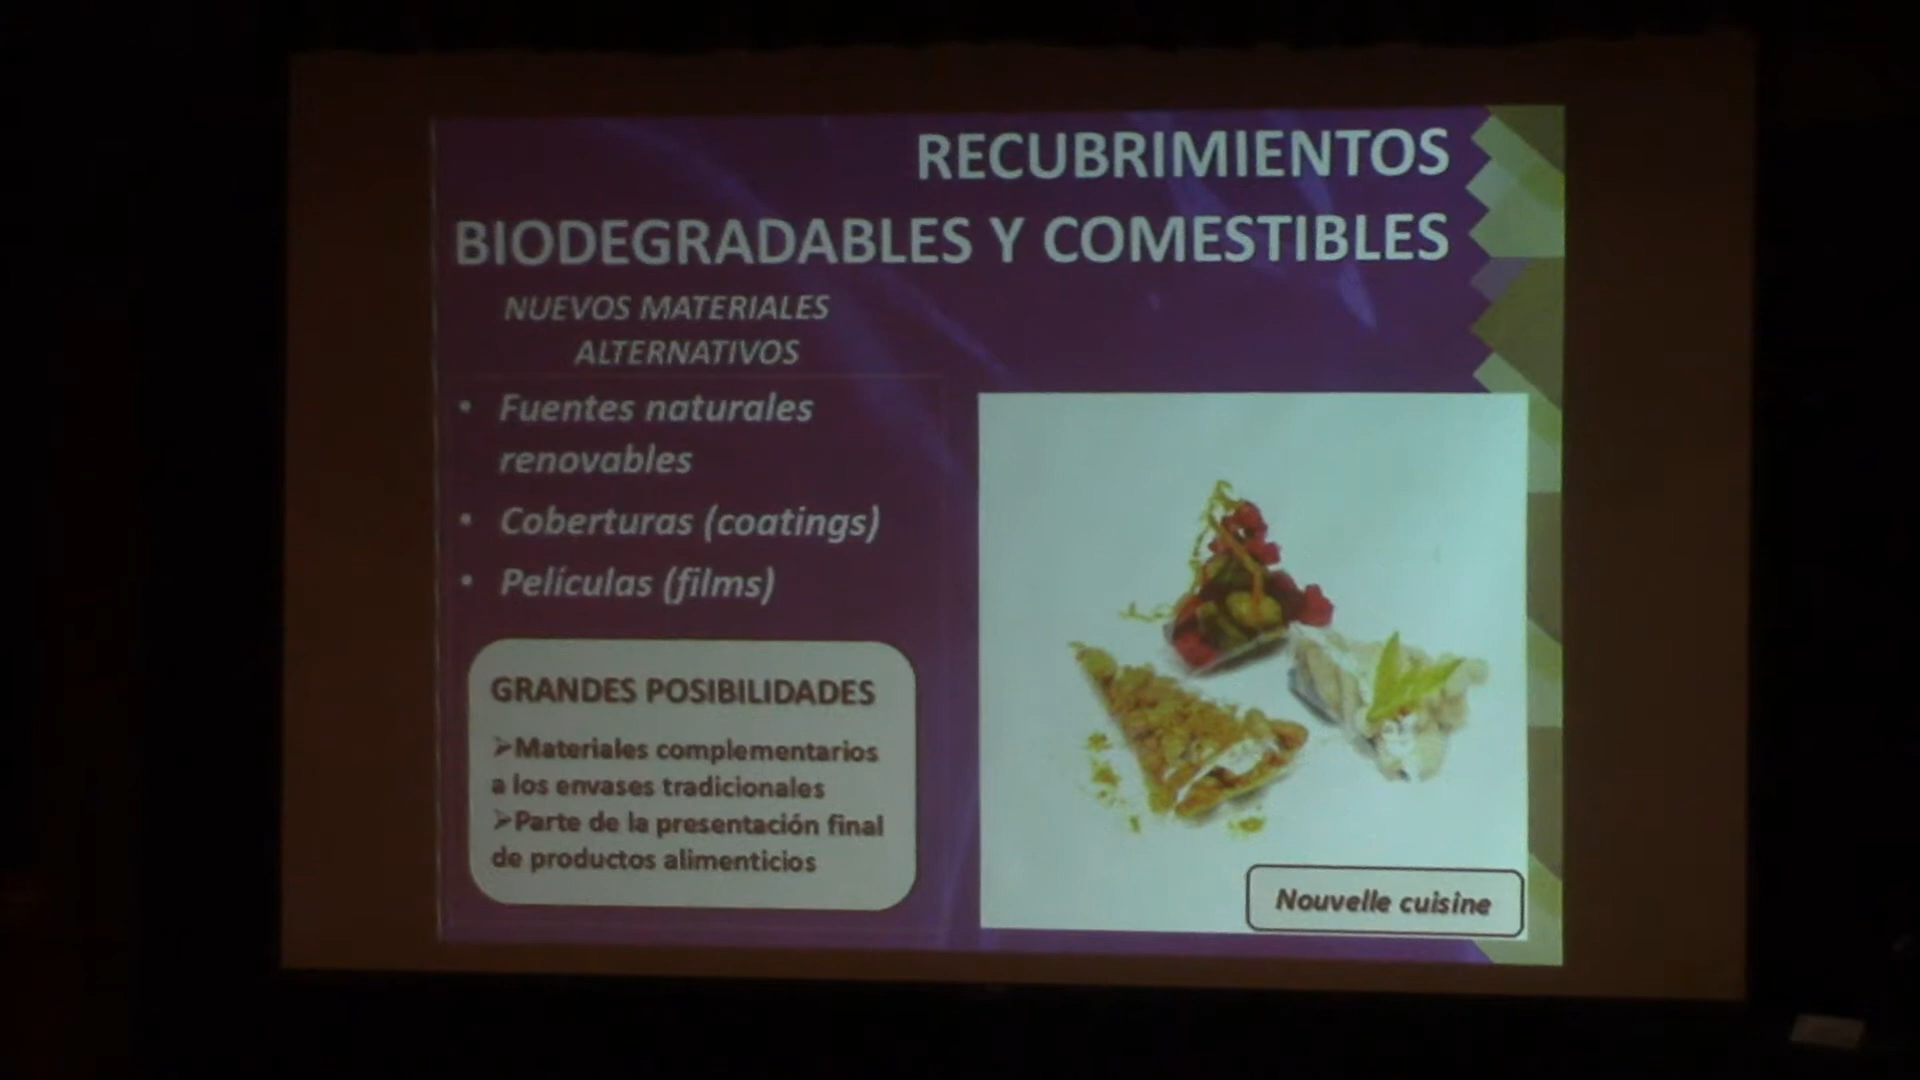 RECUBRIMIENTOS
BIODEGRADABLES Y COMESTIBLES
NUEVOS MATERIALES
ALTERNATIVOS
• Fuentes naturales
renovables
• Coberturas (coatings)
• Películas (films)
GRANDES POSIBILIDADES
➢Materiales complementarios
a los envases tradicionales
➢Parte de la presentación final
de productos alimenticios
Nouvelle cuisine